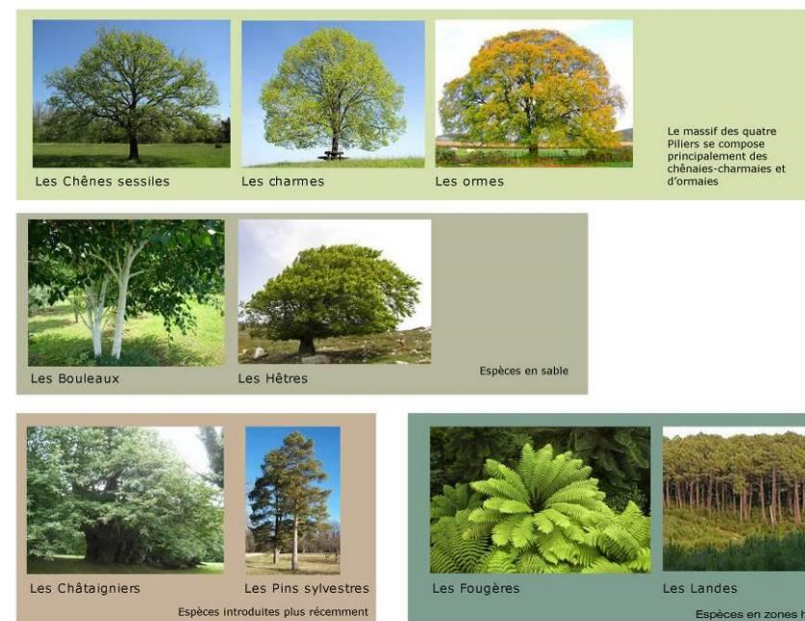 Les Chênes sessiles
Les charmes
Les ormes
Le massif des quatre
Piliers se compose
principalement des
chênaies-charmaies et
d'ormaies
Les Bouleaux
Les Hêtres
Espèces en sable
Les Châtaigniers
Les Pins sylvestres
Espèces introduites plus récemment
Les Fougères
Les Landes
Espèces en zones